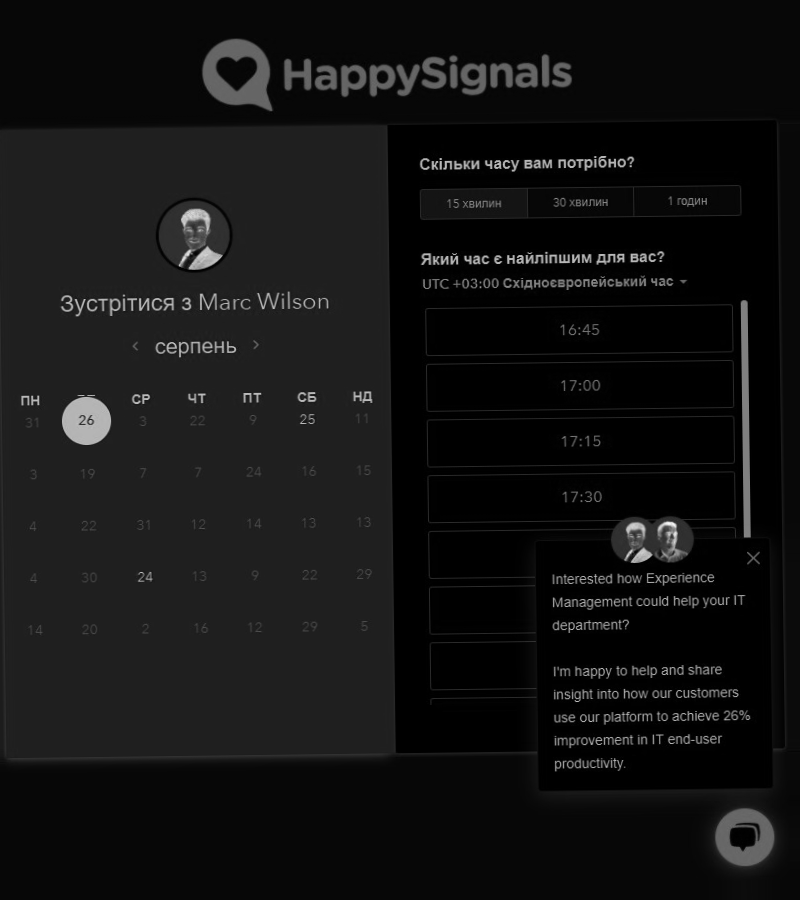 HappySignals
Зустрітися з Marc Wilson
серпень
ПН СР ЧТ ПТ СБ НД
31 26 3 22 9 25 11
3 19 7 7 24 16 15
4 22 31 12 14 13 13
4 30 24 13 9 22 29
14 20 2 16 12 29 5
Скільки часу вам потрібно?
15 хвилин 30 хвилин 1 годин
Який час є найліпшим для вас?
UTC +03:00 Східноєвропейський час
16:45
17:00
17:15
17:30
Interested how Experience
Management could help your IT
department?
I'm happy to help and share
insight into how our customers
use our platform to achieve 26%
improvement in IT end-user
productivity.